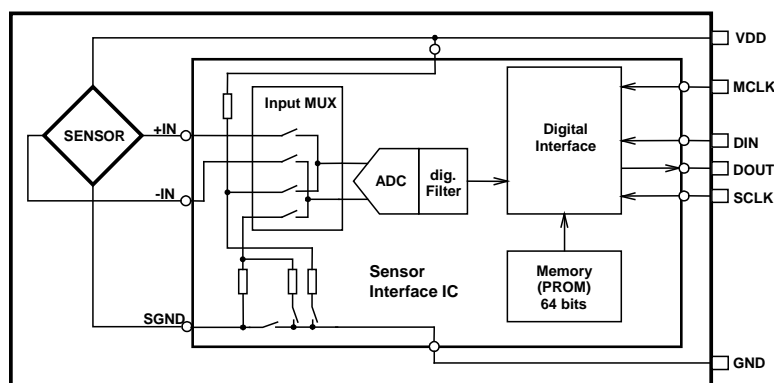 VDD
MCLK
Input MUX
SENSOR
+IN
Digital
Interface
DIN
DOUT
-IN
ADC
dig.
Filter
SCLK
Sensor
Interface IC
Memory
(PROM)
64 bits
SGND
GND